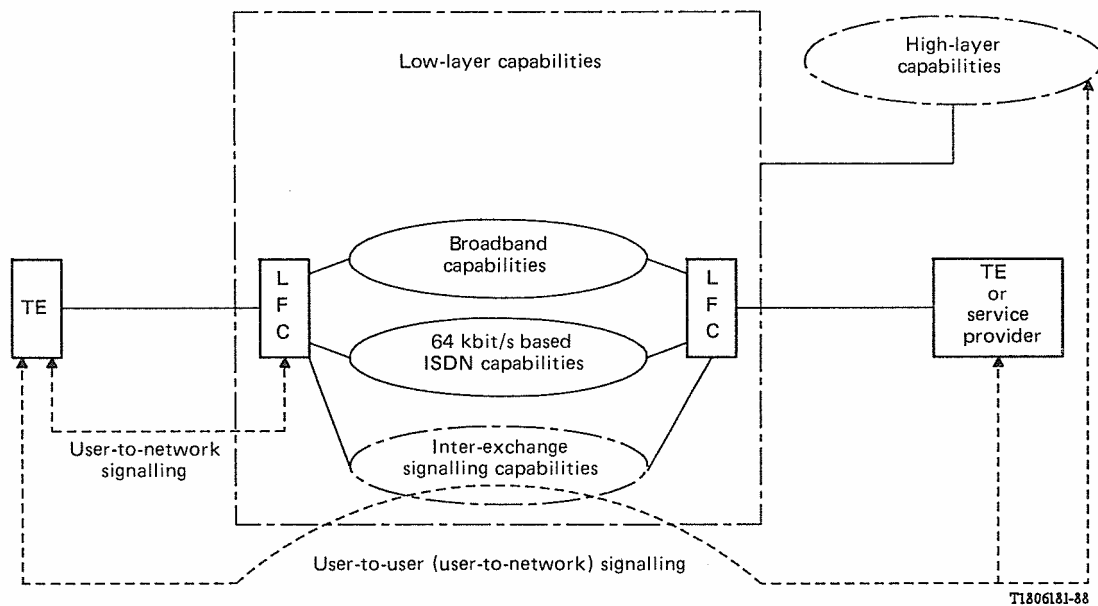 Low-layer capabilities
High-layer
capabilities
TE
L
F
C
Broadband
capabilities
64 kbit/s based
ISDN capabilities
Inter-exchange
signalling capabilities
L
F
C
TE
or
service
provider
User-to-network
signalling
User-to-user (user-to-network) signalling
T1806181-88